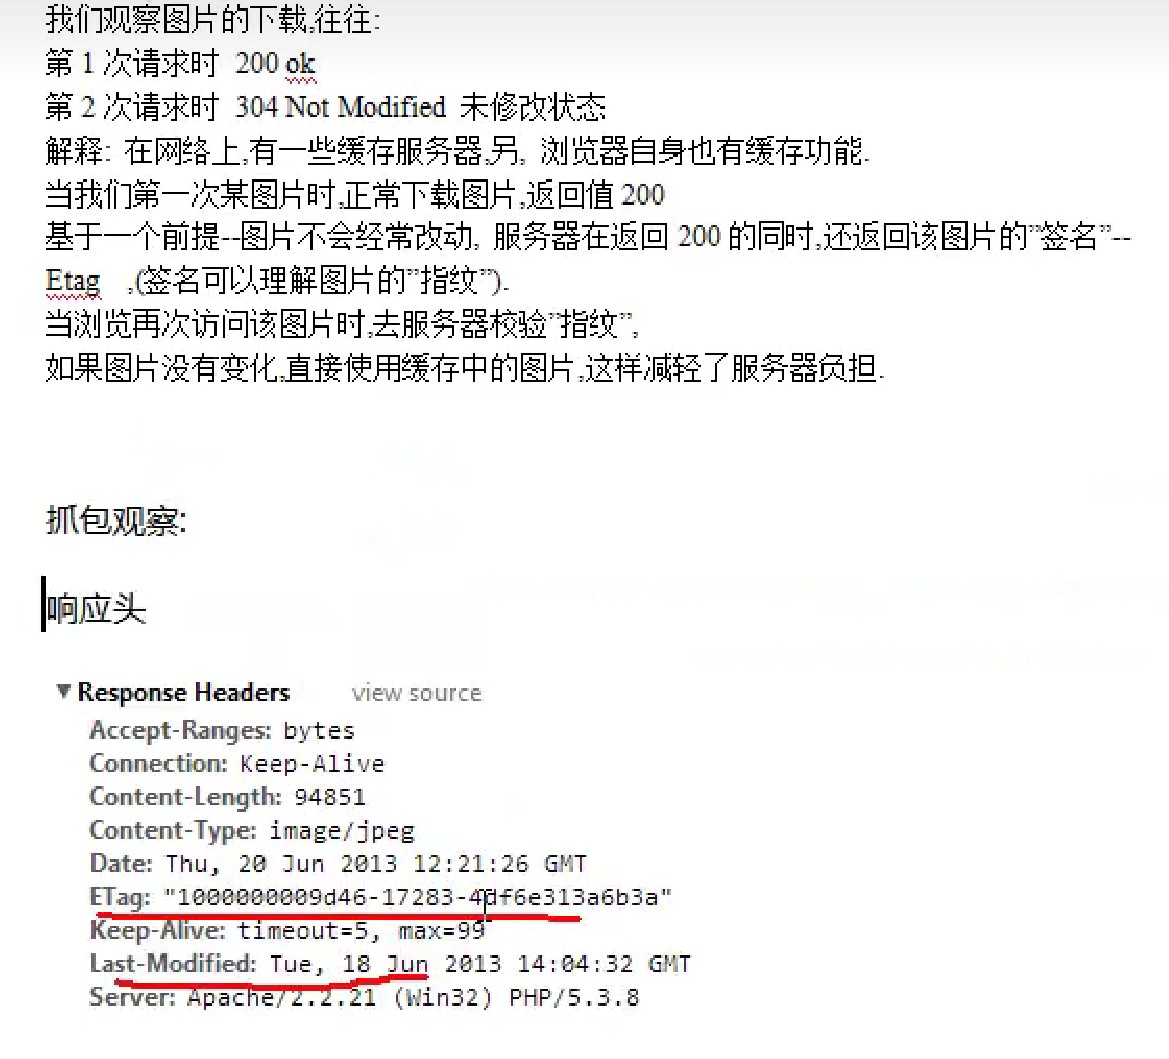 我们观察图片的下载,往往:
第 1 次请求时 200 ok
第 2 次请求时 304 Not Modified 未修改状态
解释: 在网络上,有一些缓存服务器,另, 浏览器自身也有缓存功能.
当我们第一次某图片时,正常下载图片,返回值 200
基于一个前提--图片不会经常改动, 服务器在返回 200 的同时,还返回该图片的”签名”--
Etag ,(签名可以理解图片的”指纹”).
当浏览再次访问该图片时,去服务器校验”指纹”,
如果图片没有变化,直接使用缓存中的图片,这样减轻了服务器负担.
抓包观察:
响应头
▼ Response Headers view source
Accept-Ranges: bytes
Connection: Keep-Alive
Content-Length: 94851
Content-Type: image/jpeg
Date: Thu, 20 Jun 2013 12:21:26 GMT
ETag: "1000000009d46-17283-4df6e313a6b3a"
Keep-Alive: timeout=5, max=99
Last-Modified: Tue, 18 Jun 2013 14:04:32 GMT
Server: Apache/2.2.21 (Win32) PHP/5.3.8